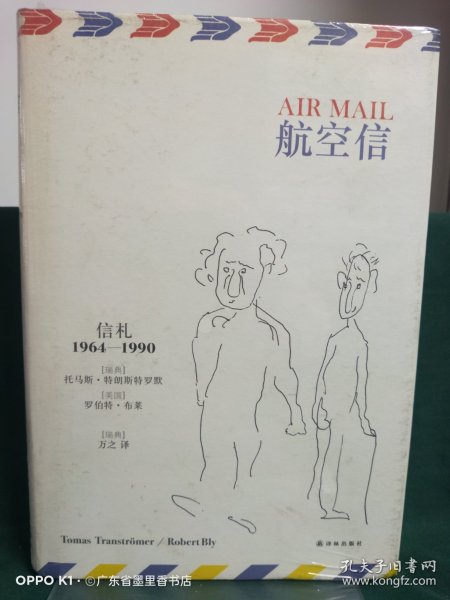 AIR MAIL
航空信
信札
1964—1990
[瑞典]
托马斯·特朗斯特罗默
[美国]
罗伯特·布莱
[瑞典]
万之 译
Tomas Tranströmer / Robert Bly
译林出版社
OPPO K1 · ©广东省墨里香书店
孔夫子旧书网
www.kongfz.com